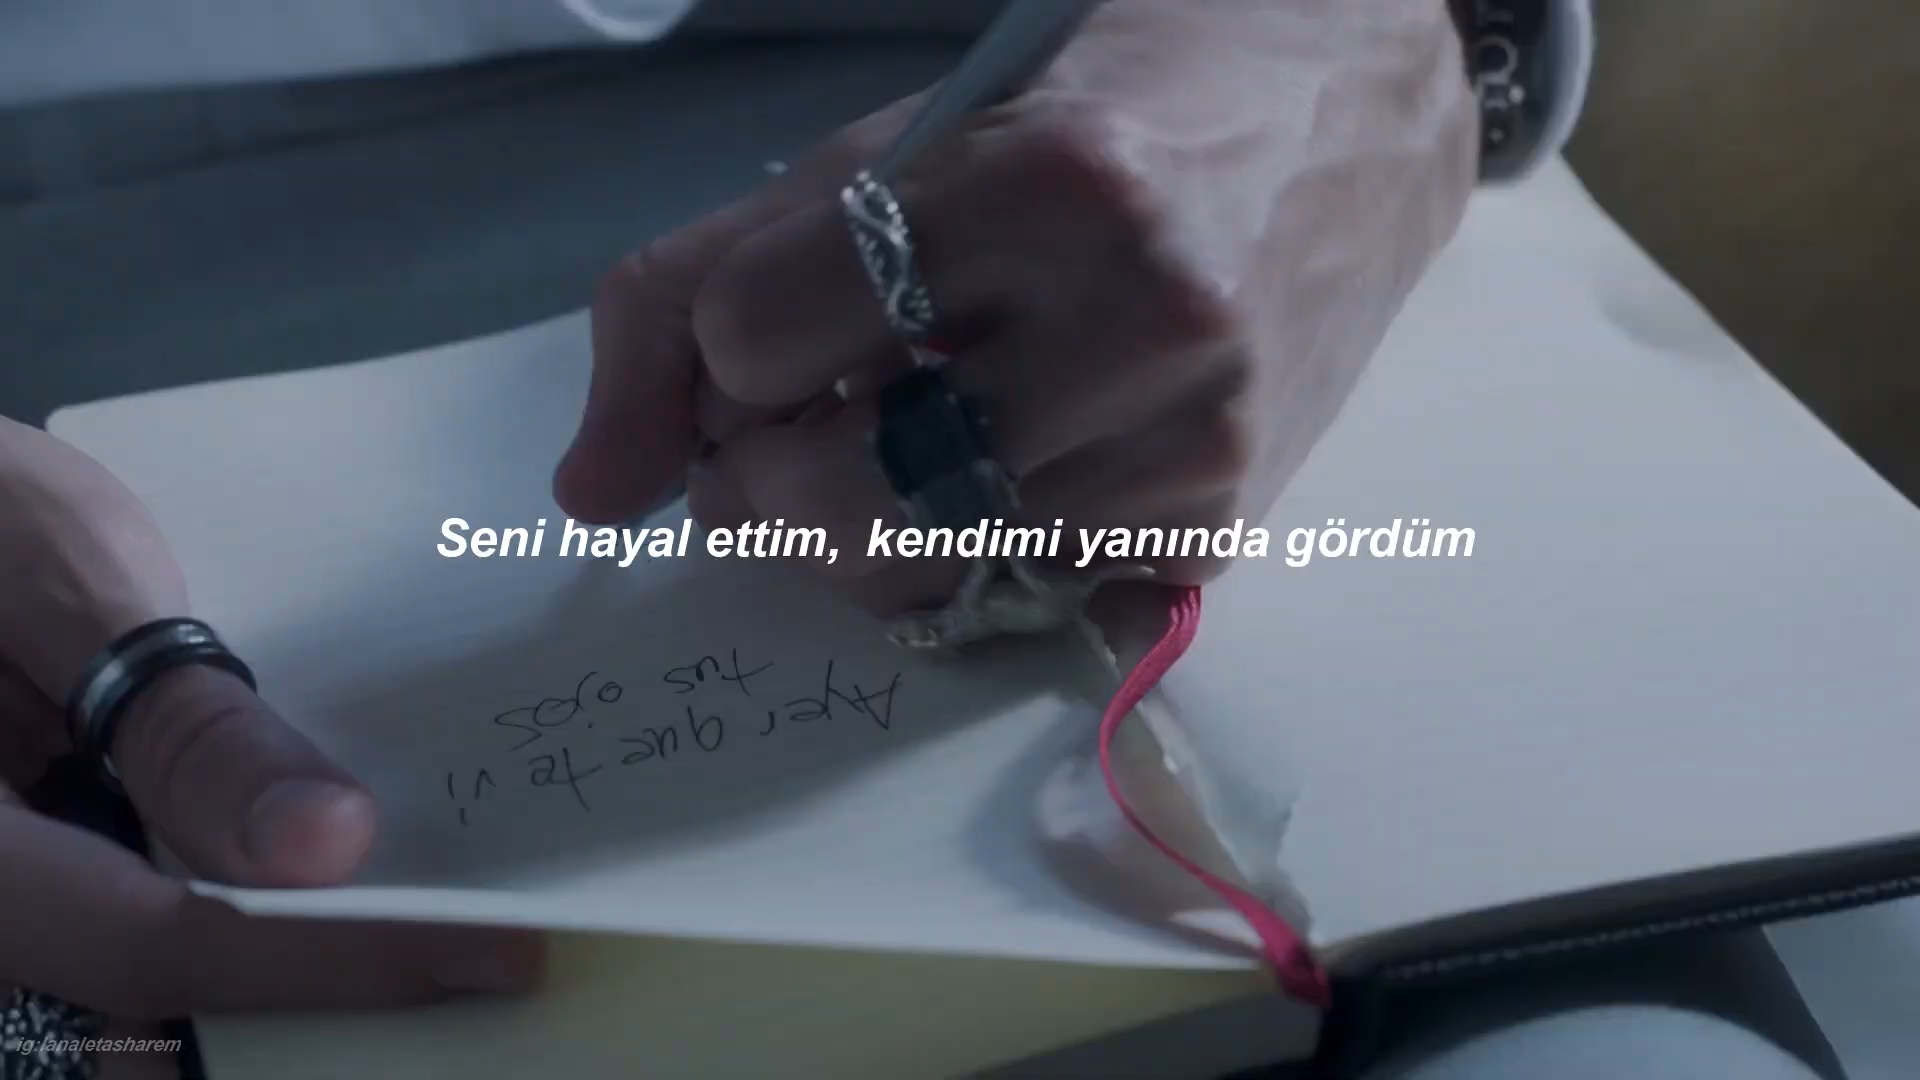 Seni hayal ettim, kendimi yanında gördüm
Ayer que te vi
tus ojos
ig:lanaletasharem